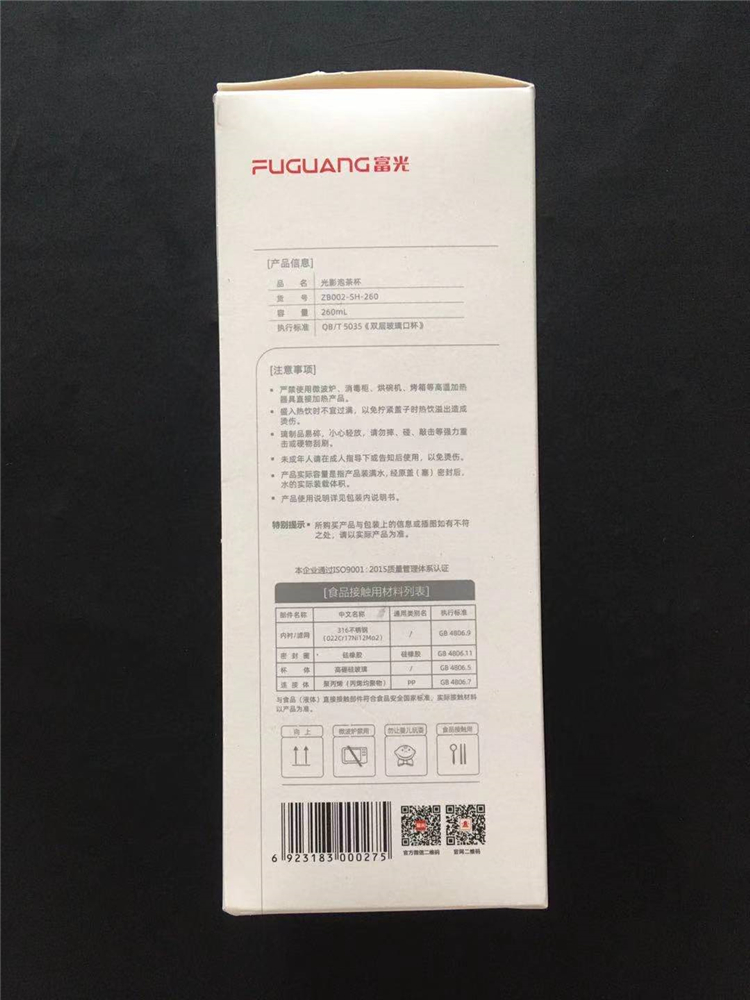 FUGUANG富光
[产品信息]
品 名 光影泡茶杯
货 号 ZB002-SH-260
容 量 260mL
执行标准 QB/T 5035《双层玻璃口杯》
[注意事项]
• 严禁使用微波炉、消毒柜、烘碗机、烤箱等高温加热
器具直接加热产品。
• 盛入热饮时不宜过满，以免拧紧盖子时热饮溢出造成
烫伤。
• 玻制品易碎，小心轻放，请勿摔、碰、敲击等强力重
击或硬物刮刷。
• 未成年人请在成人指导下或告知后使用，以免烫伤。
• 产品实际容量是指产品装满水，经原盖（塞）密封后，
水的实际装载体积。
• 产品使用说明详见包装内说明书。
特别提示• 所购买产品与包装上的信息或插图如有不符
之处，请以实际产品为准。
本企业通过ISO9001：2015质量管理体系认证
[食品接触用材料列表]
部件名称 中文名称 通用类别名 执行标准
内衬/滤网 316不锈钢(022Cr17Ni12Mo2) / GB 4806.9
密 封 圈 硅橡胶 硅橡胶 GB 4806.11
杯 体 高硼硅玻璃 / GB 4806.5
连 接 体 聚丙烯（丙烯均聚物） PP GB 4806.7
与食品（液体）直接接触部件符合食品安全国家标准，实际接触材料
以产品为准。
向 上 微波炉禁用 勿让婴儿玩耍 食品接触用
6 923183 000275
官方微信二维码 官网二维码